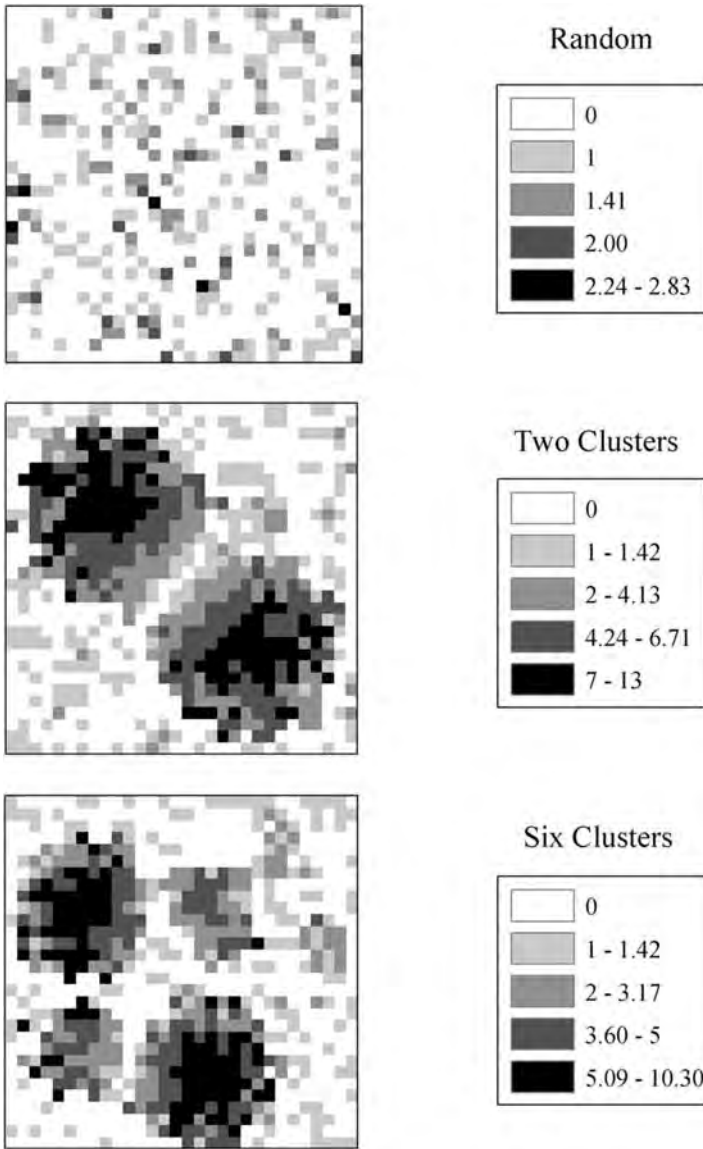 Random
0
1
1.41
2.00
2.24 - 2.83
Two Clusters
0
1 - 1.42
2 - 4.13
4.24 - 6.71
7 - 13
Six Clusters
0
1 - 1.42
2 - 3.17
3.60 - 5
5.09 - 10.30